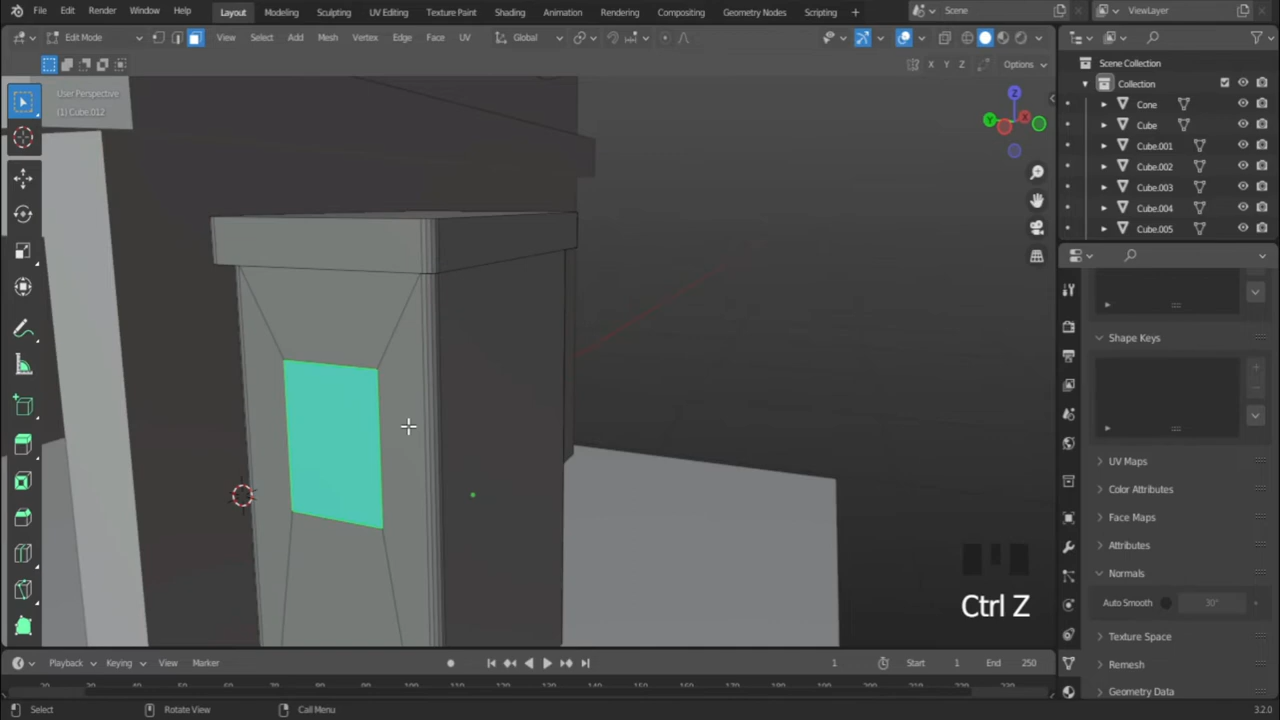 File Edit Render Window Help Layout Modeling Sculpting UV Editing Texture Paint Shading Animation Rendering Compositing Geometry Nodes Scripting + Scene ViewLayer
Edit Mode View Select Add Mesh Vertex Edge Face UV Global
X Y Z Options
User Perspective
(1) Cube.012
Z
Y
X
Scene Collection
Collection
Cone
Cube
Cube.001
Cube.002
Cube.003
Cube.004
Cube.005
Shape Keys
UV Maps
Color Attributes
Face Maps
Attributes
Normals
Auto Smooth 30°
Texture Space
Remesh
Geometry Data
Ctrl Z
Playback Keying View Marker 1 Start 1 End 250
Select Rotate View Call Menu 3.2.0